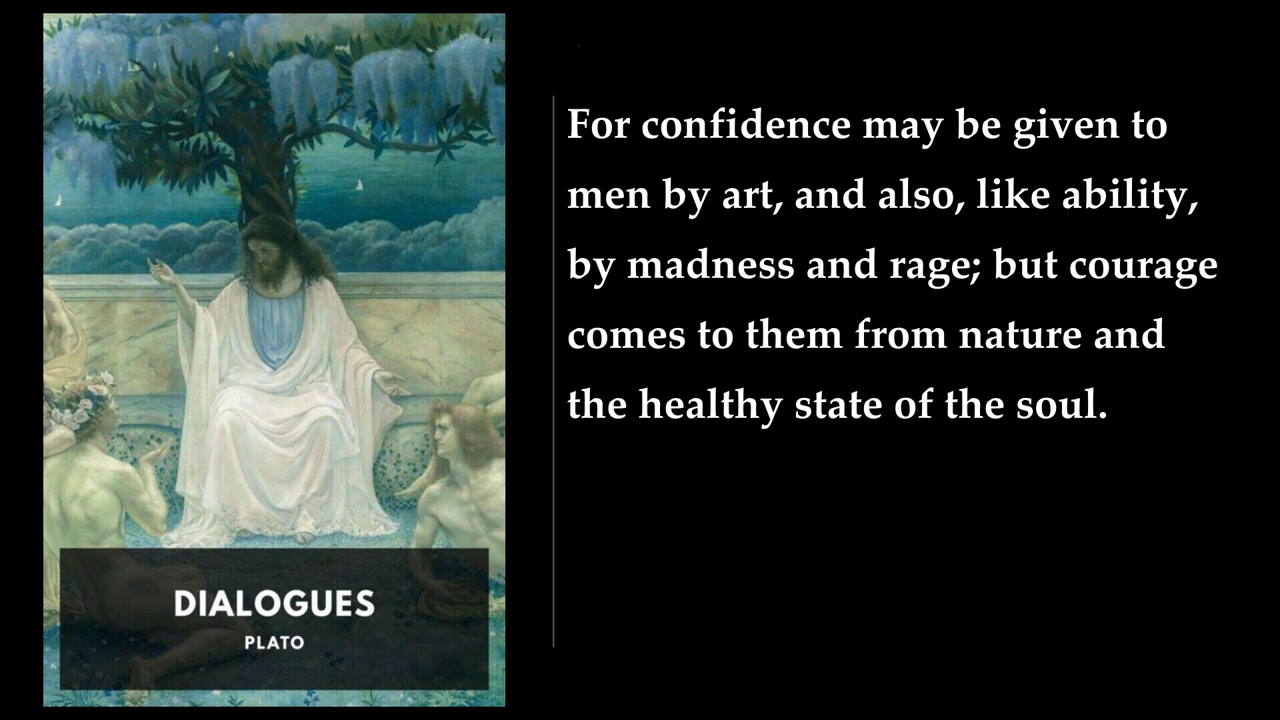 For confidence may be given to
men by art, and also, like ability,
by madness and rage; but courage
comes to them from nature and
the healthy state of the soul.
DIALOGUES
PLATO